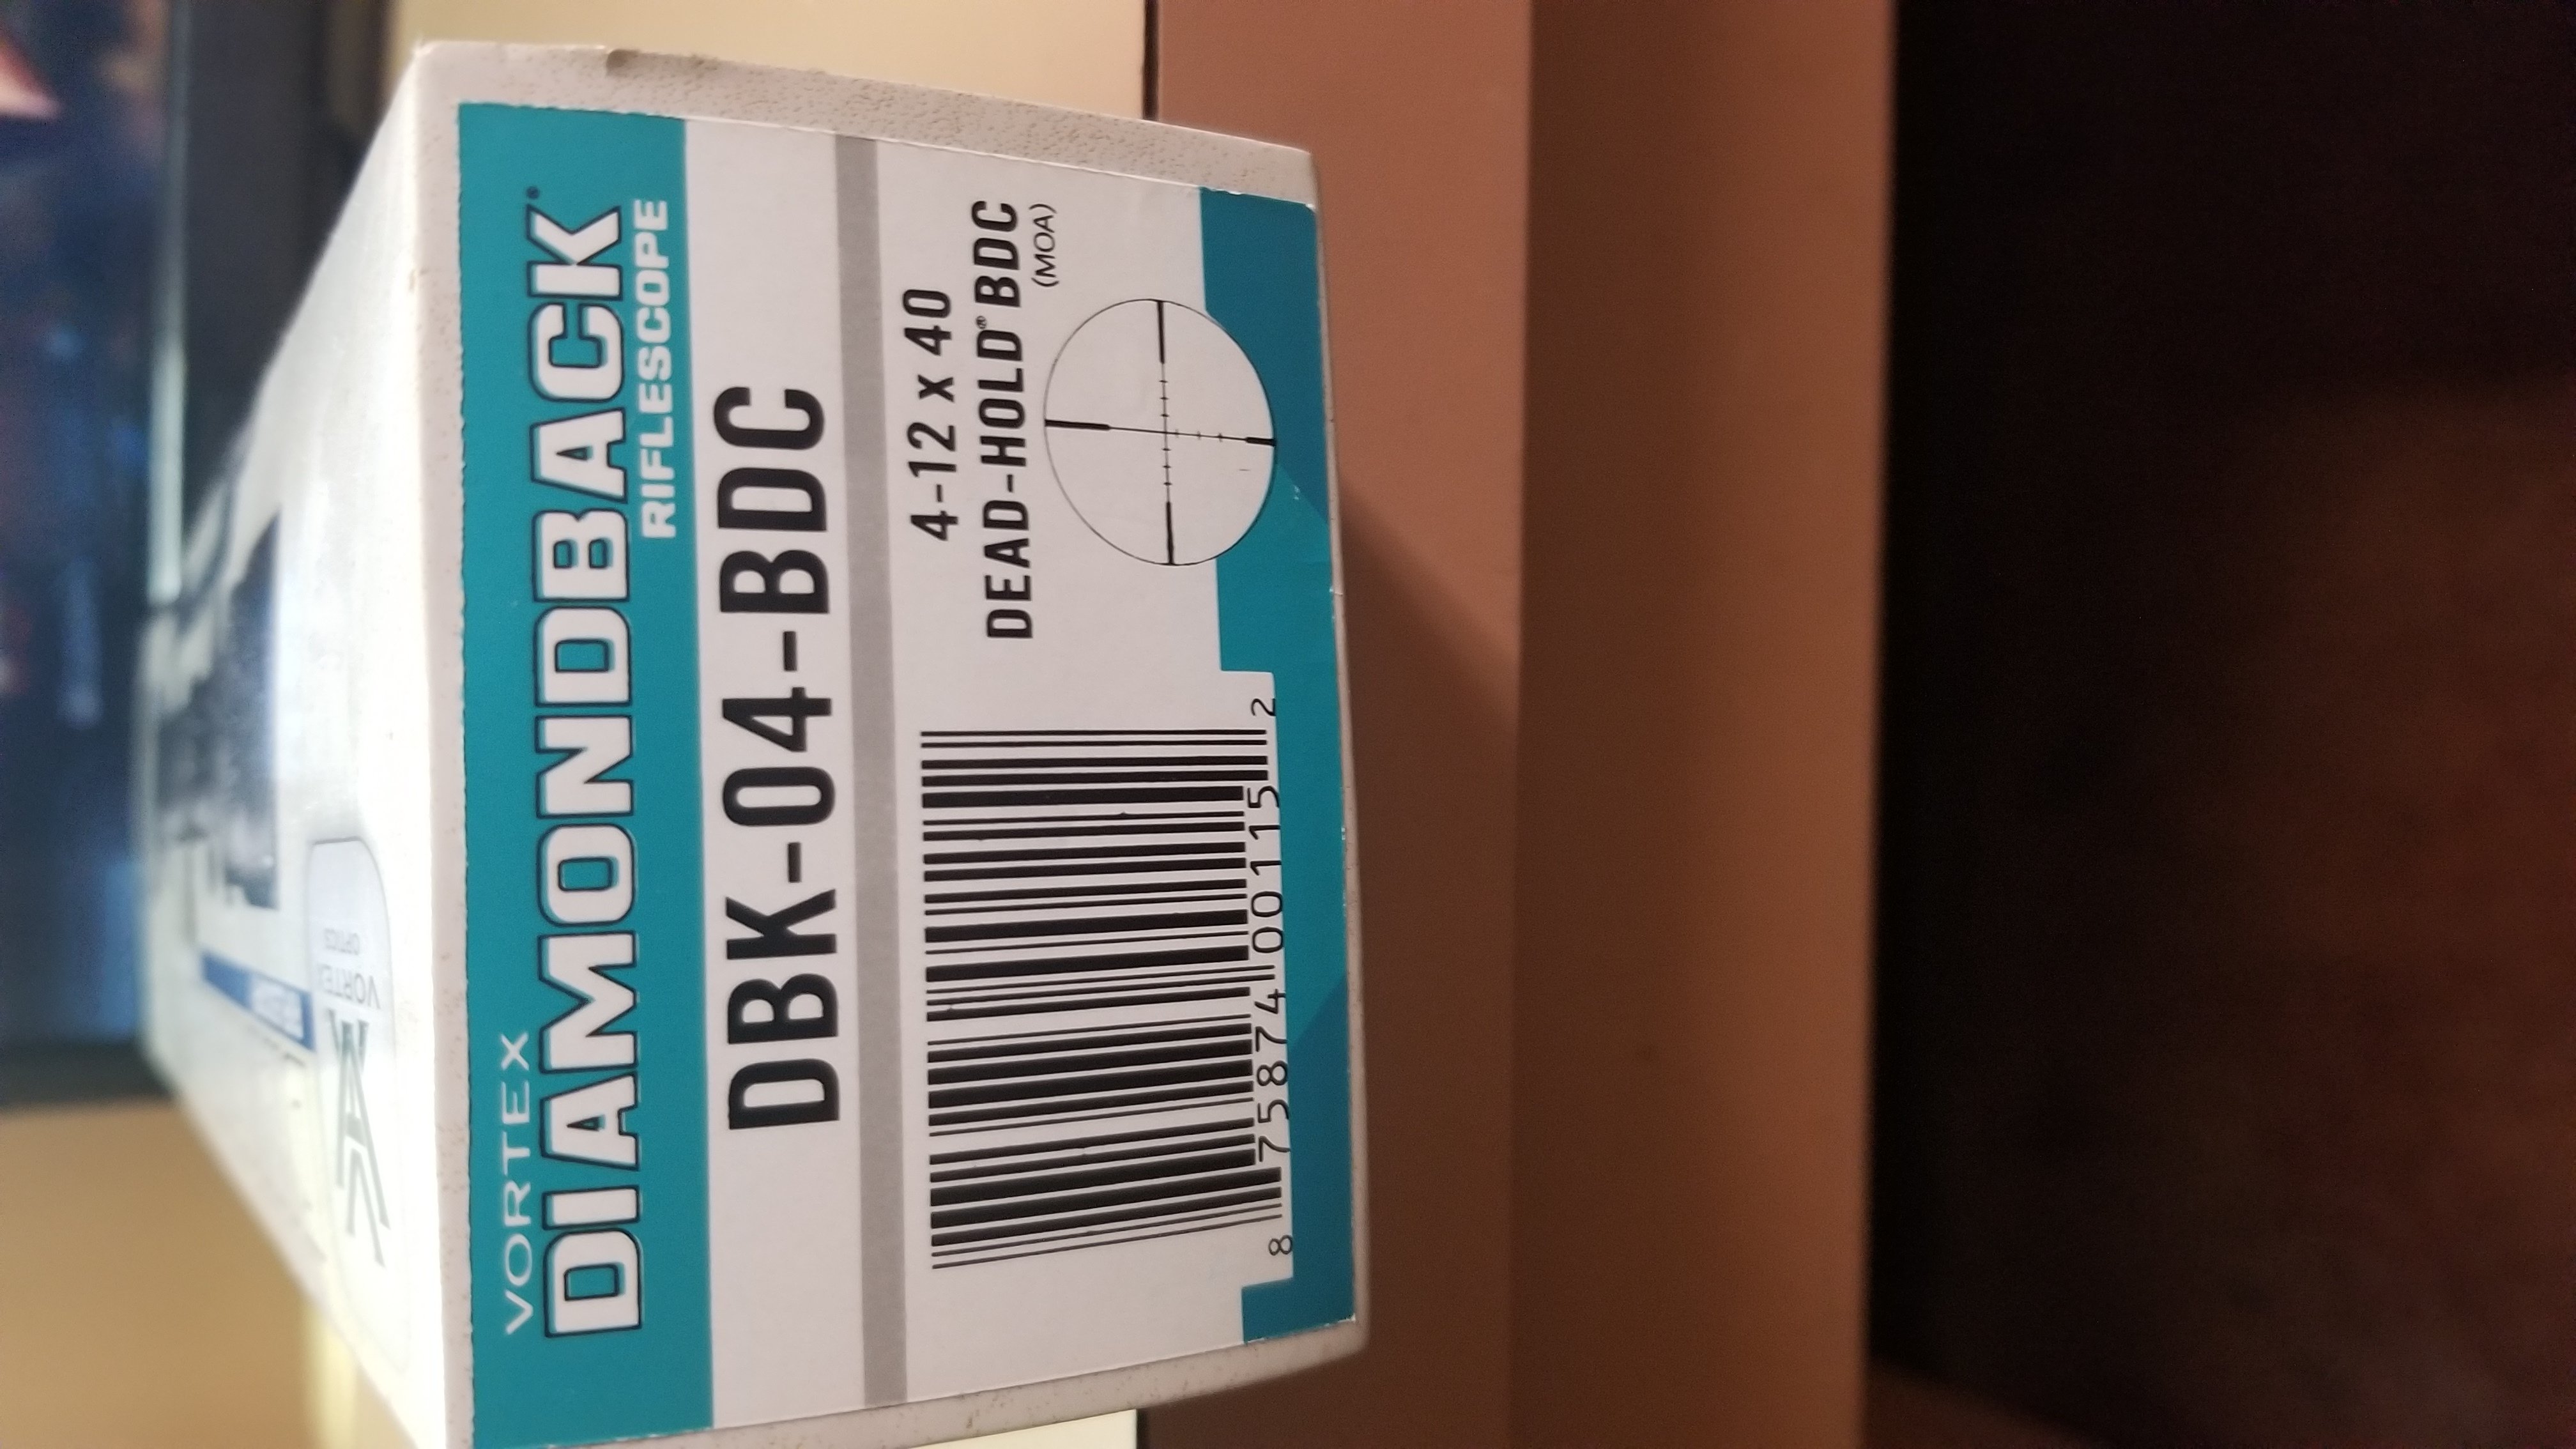 VORTEX
DIAMONDBACK®
RIFLESCOPE
DBK-04-BDC
4-12 x 40
DEAD-HOLD® BDC
(MOA)
8 75874 00115 2
VORTEX
OPTICS